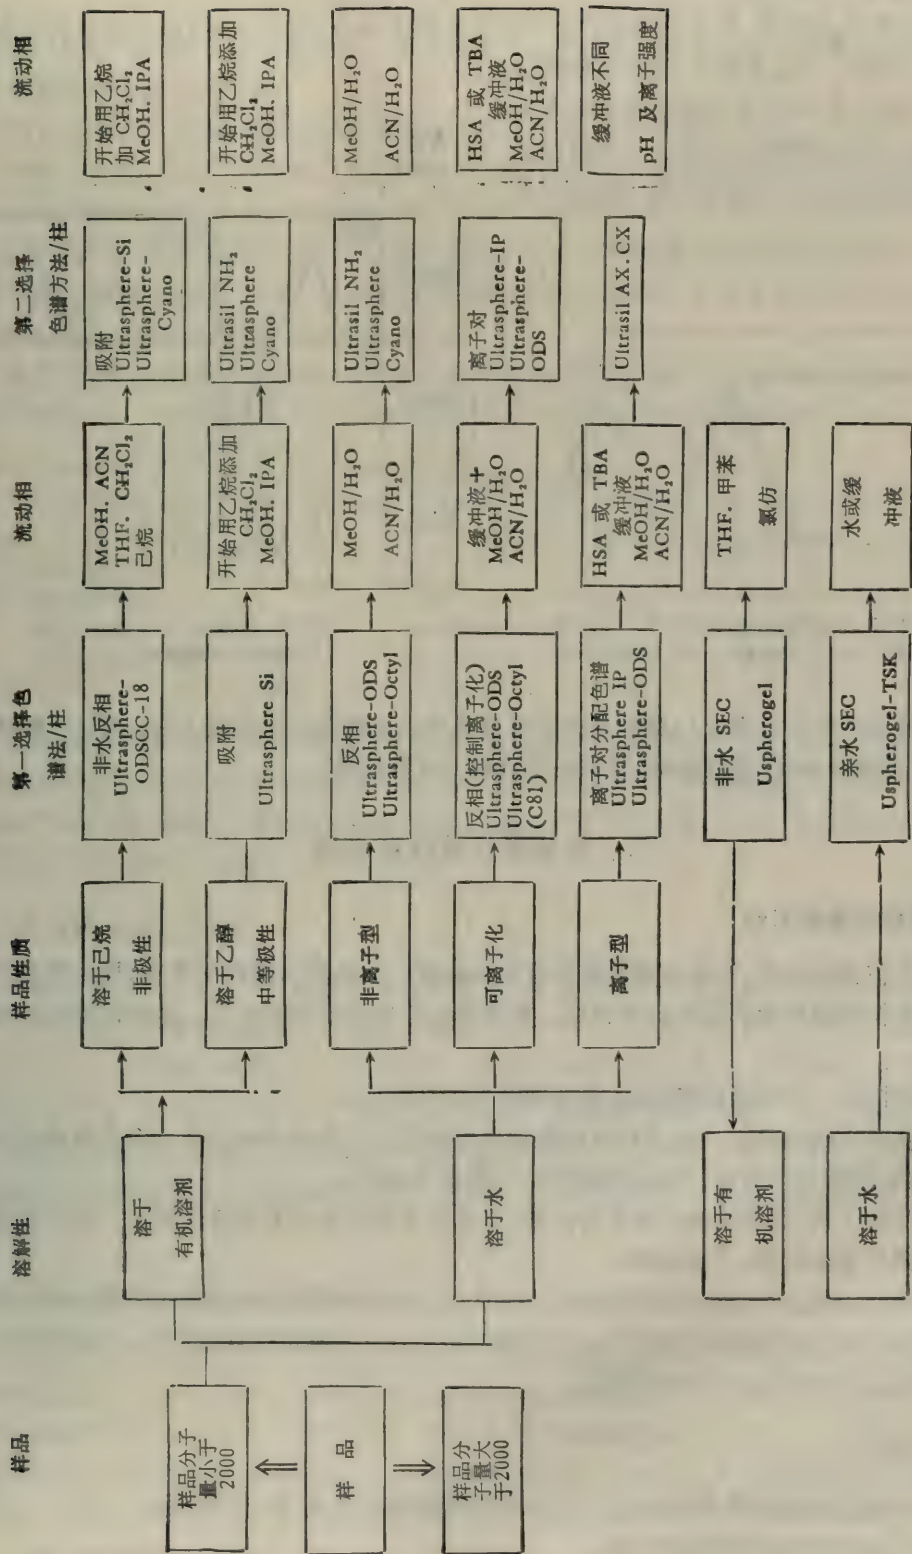 样品
溶解性
样品性质
第一选择色
谱法/柱
流动相
第二选择
色谱方法/柱
流动相
样品分子
量小于
2000
样 品
样品分
子量大
于2000
溶于
有机溶剂
溶于水
溶于有
机溶剂
溶于水
溶于己烷
非极性
非水反相
Ultrasphere-
ODSCC-18
MeOH. ACN
THF. CH₂Cl₂
己烷
吸附
Ultrasphere-Si
Ultrasphere-
Cyano
开始用乙烷
加 CH₂Cl₂
MeOH. IPA
溶于乙醇
中等极性
吸附
Ultrasphere Si
开始用乙烷添加
CH₂Cl₂
MeOH. IPA
Ultrasil NH₂
Ultrasphere
Cyano
开始用乙烷添加
CH₂Cl₂
MeOH. IPA
非离子型
反相
Ultrasphere-ODS
Ultrasphere-Octyl
MeOH/H₂O
ACN/H₂O
Ultrasil NH₂
Ultrasphere
Cyano
MeOH/H₂O
ACN/H₂O
可离子化
反相(控制离子化)
Ultrasphere-ODS
Ultrasphere-Octyl
(C81)
缓冲液+
MeOH/H₂O
ACN/H₂O
离子对
Ultrasphere-IP
Ultrasphere-
ODS
HSA 或 TBA
缓冲液
MeOH/H₂O
ACN/H₂O
离子型
离子对分配色谱
Ultrasphere IP
Ultrasphere-ODS
HSA 或 TBA
缓冲液
MeOH/H₂O
ACN/H₂O
Ultrasil AX.CX
缓冲液不同
pH 及离子强度
非水 SEC
Uspherogel
THF. 甲苯
氯仿
亲水 SEC
Uspherogel-TSK
水或缓
冲液